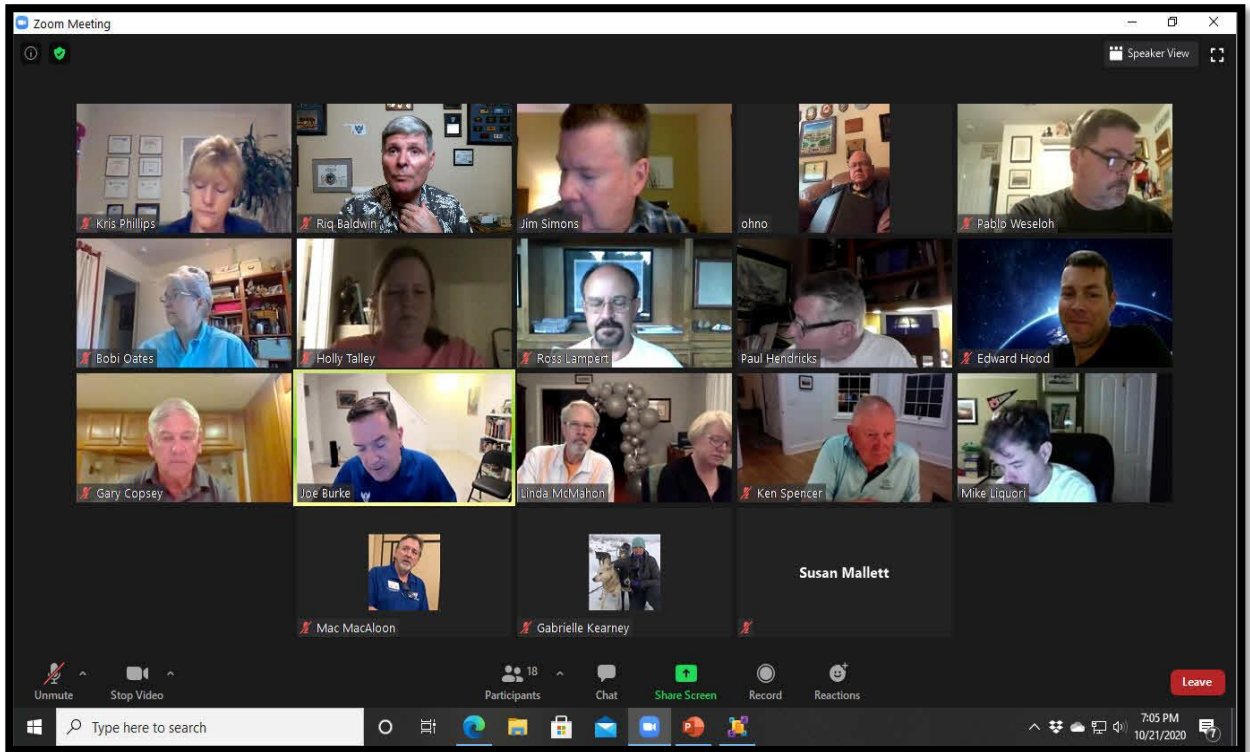 Zoom Meeting
Speaker View
Kris Phillips
Riq Baldwin
Jim Simons
ohno
Pablo Weseloh
Bobi Oates
Holly Talley
Ross Lampert
Paul Hendricks
Edward Hood
Gary Copsey
Joe Burke
Linda McMahon
Ken Spencer
Mike Liquori
Mac MacAloon
Gabrielle Kearney
Susan Mallett
18
Unmute
Stop Video
Participants
Chat
Share Screen
Record
Reactions
Leave
Type here to search
7:05 PM
10/21/2020
7